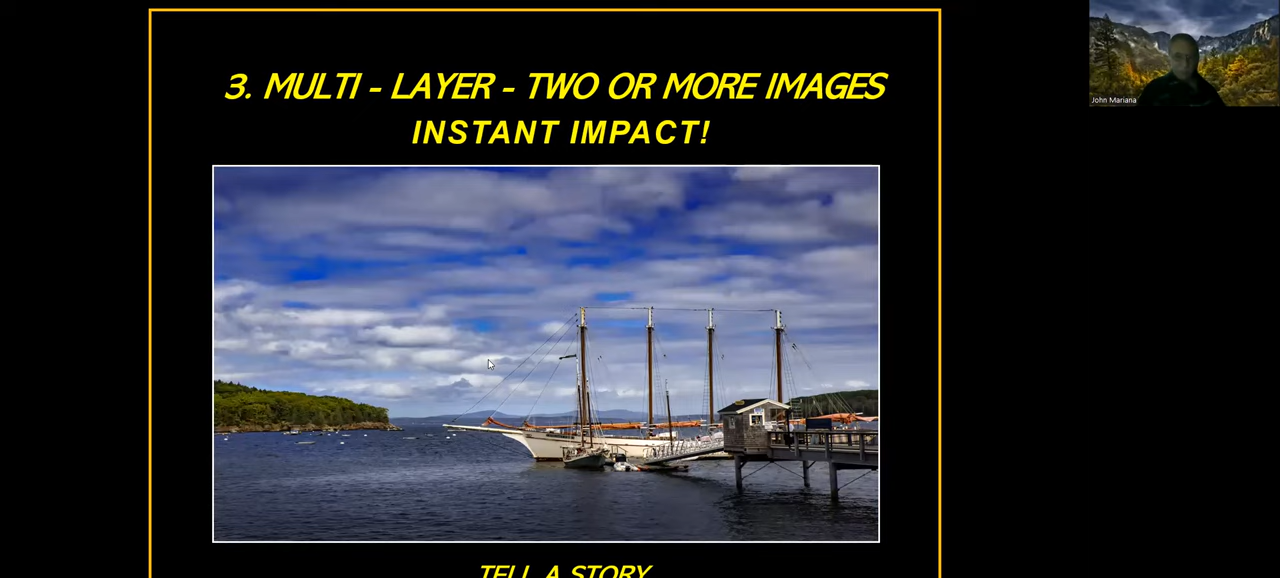 3. MULTI - LAYER - TWO OR MORE IMAGES
INSTANT IMPACT!
TELL A STORY
John Mariana